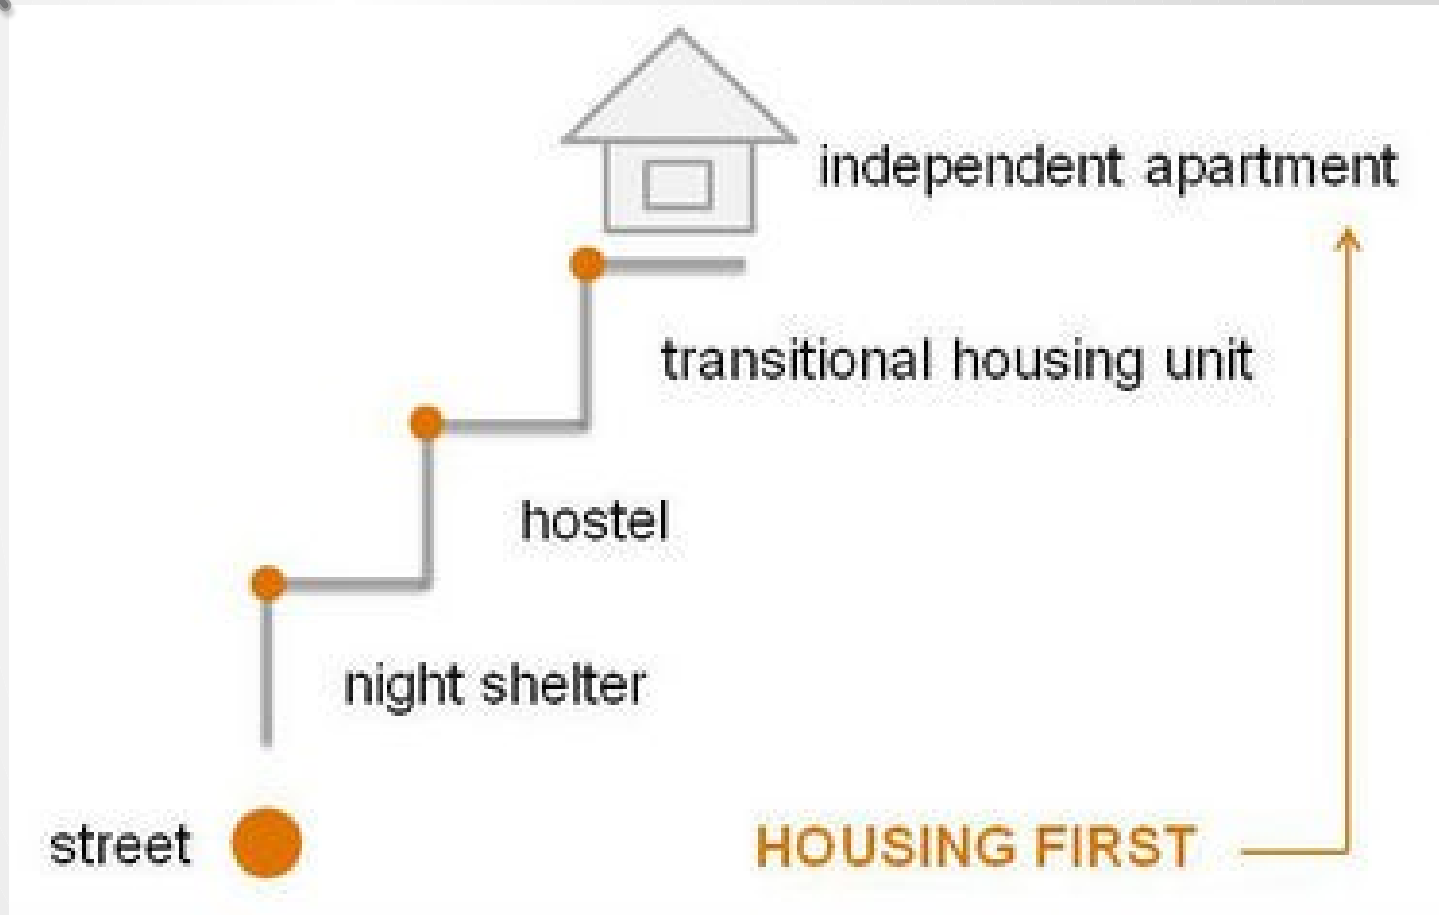 independent apartment
transitional housing unit
hostel
night shelter
street
HOUSING FIRST